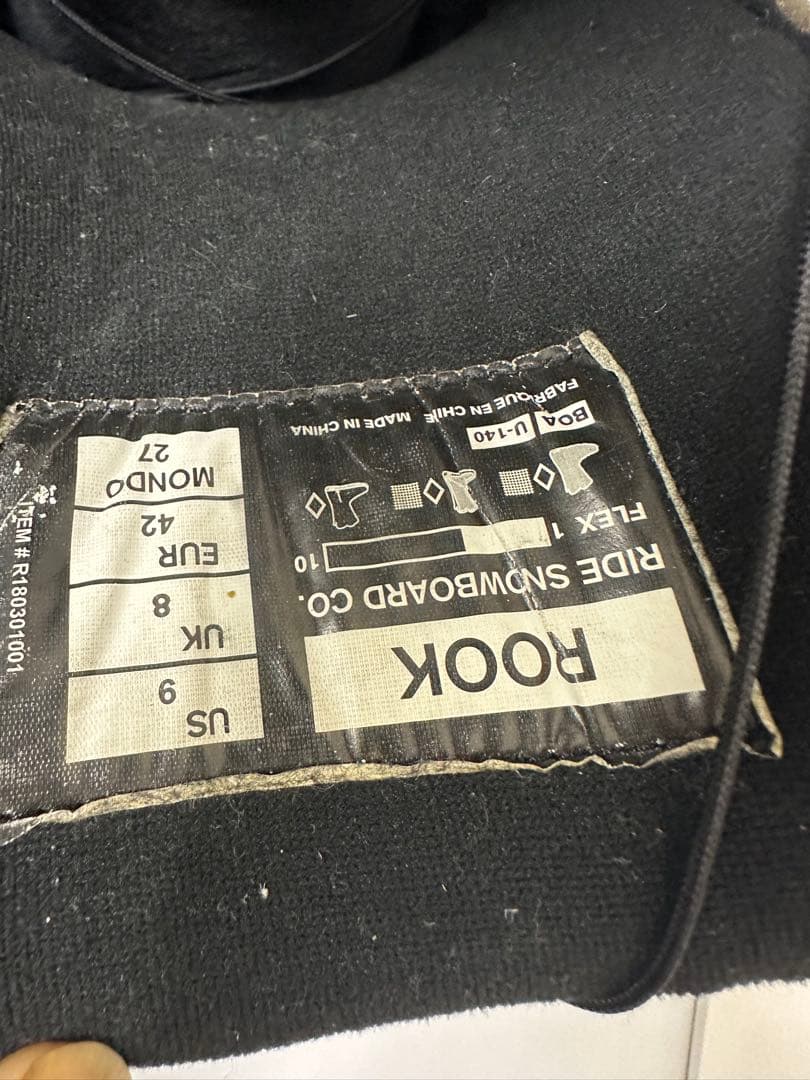 ROOK
RIDE SNOWBOARD CO.
FLEX 1 10
BOA U-140
FABRIQUE EN CHINE MADE IN CHINA
US
9
UK
8
EUR
42
MONDO
27
ITEM # R180301001